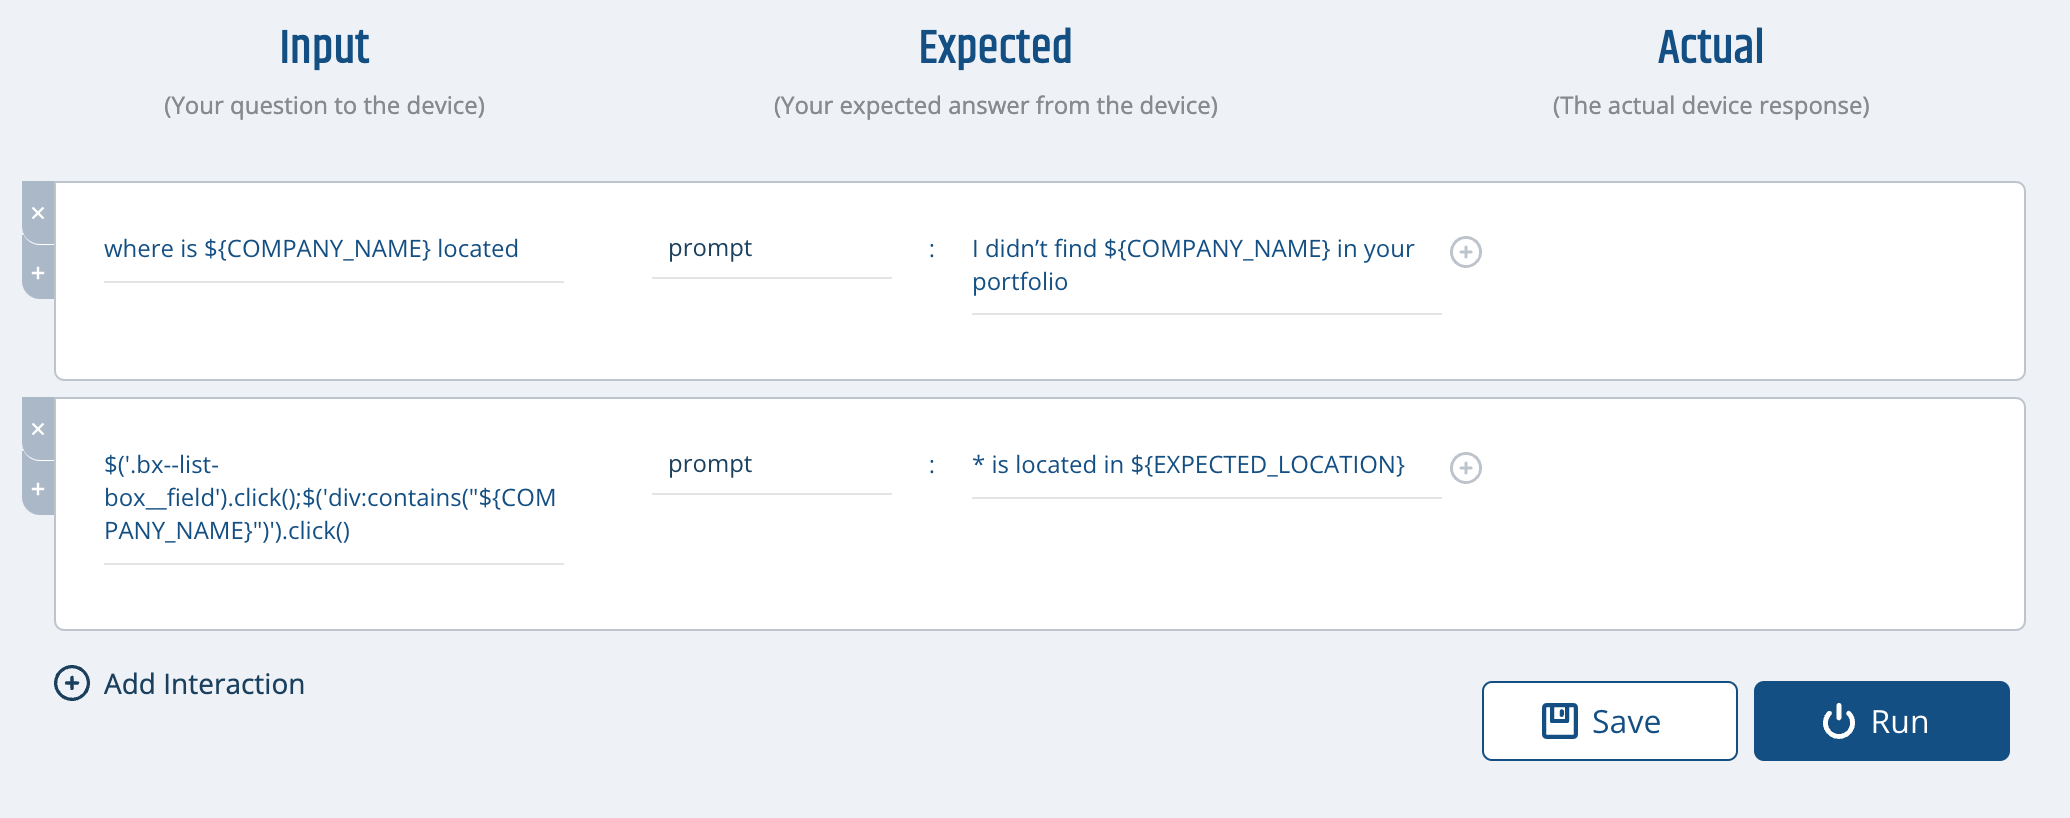 Input
(Your question to the device)
Expected
(Your expected answer from the device)
Actual
(The actual device response)
where is ${COMPANY_NAME} located
prompt
:
I didn’t find ${COMPANY_NAME} in your
portfolio
$('.bx--list-
box__field').click();$('div:contains("${COM
PANY_NAME}")').click()
prompt
:
* is located in ${EXPECTED_LOCATION}
Add Interaction
Save
Run